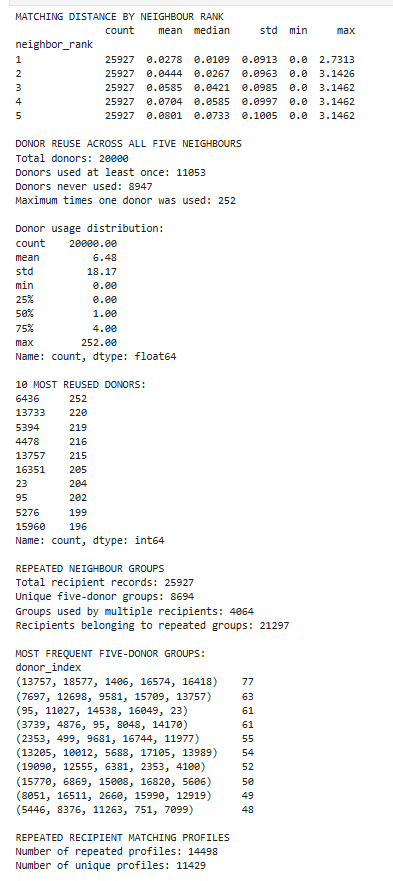 MATCHING DISTANCE BY NEIGHBOUR RANK
count mean median std min max
neighbor_rank
1 25927 0.0278 0.0109 0.0913 0.0 2.7313
2 25927 0.0444 0.0267 0.0963 0.0 3.1426
3 25927 0.0585 0.0421 0.0985 0.0 3.1462
4 25927 0.0704 0.0585 0.0997 0.0 3.1462
5 25927 0.0801 0.0733 0.1005 0.0 3.1462
DONOR REUSE ACROSS ALL FIVE NEIGHBOURS
Total donors: 20000
Donors used at least once: 11053
Donors never used: 8947
Maximum times one donor was used: 252
Donor usage distribution:
count 20000.00
mean 6.48
std 18.17
min 0.00
25% 0.00
50% 1.00
75% 4.00
max 252.00
Name: count, dtype: float64
10 MOST REUSED DONORS:
6436 252
13733 220
5394 219
4478 216
13757 215
16351 205
23 204
95 202
5276 199
15960 196
Name: count, dtype: int64
REPEATED NEIGHBOUR GROUPS
Total recipient records: 25927
Unique five-donor groups: 8694
Groups used by multiple recipients: 4064
Recipients belonging to repeated groups: 21297
MOST FREQUENT FIVE-DONOR GROUPS:
donor_index
(13757, 18577, 1406, 16574, 16418) 77
(7697, 12698, 9581, 15709, 13757) 63
(95, 11027, 14538, 16049, 23) 61
(3739, 4876, 95, 8048, 14170) 61
(2353, 499, 9681, 16744, 11977) 55
(13205, 10012, 5688, 17105, 13989) 54
(19090, 12555, 6381, 2353, 4100) 52
(15770, 6869, 15008, 16820, 5606) 50
(8051, 16511, 2660, 15990, 12919) 49
(5446, 8376, 11263, 751, 7099) 48
REPEATED RECIPIENT MATCHING PROFILES
Number of repeated profiles: 14498
Number of unique profiles: 11429